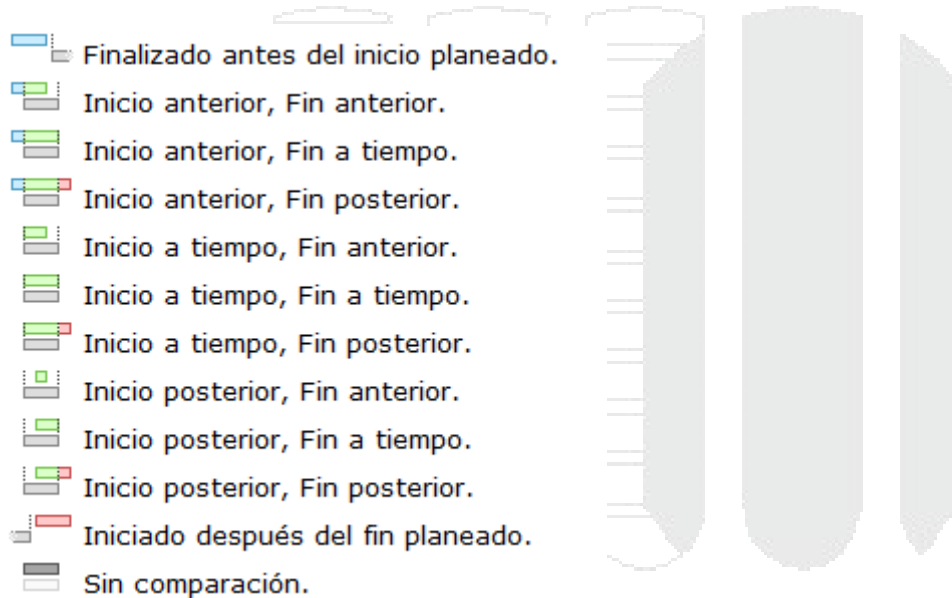 Finalizado antes del inicio planeado.
Inicio anterior, Fin anterior.
Inicio anterior, Fin a tiempo.
Inicio anterior, Fin posterior.
Inicio a tiempo, Fin anterior.
Inicio a tiempo, Fin a tiempo.
Inicio a tiempo, Fin posterior.
Inicio posterior, Fin anterior.
Inicio posterior, Fin a tiempo.
Inicio posterior, Fin posterior.
Iniciado después del fin planeado.
Sin comparación.